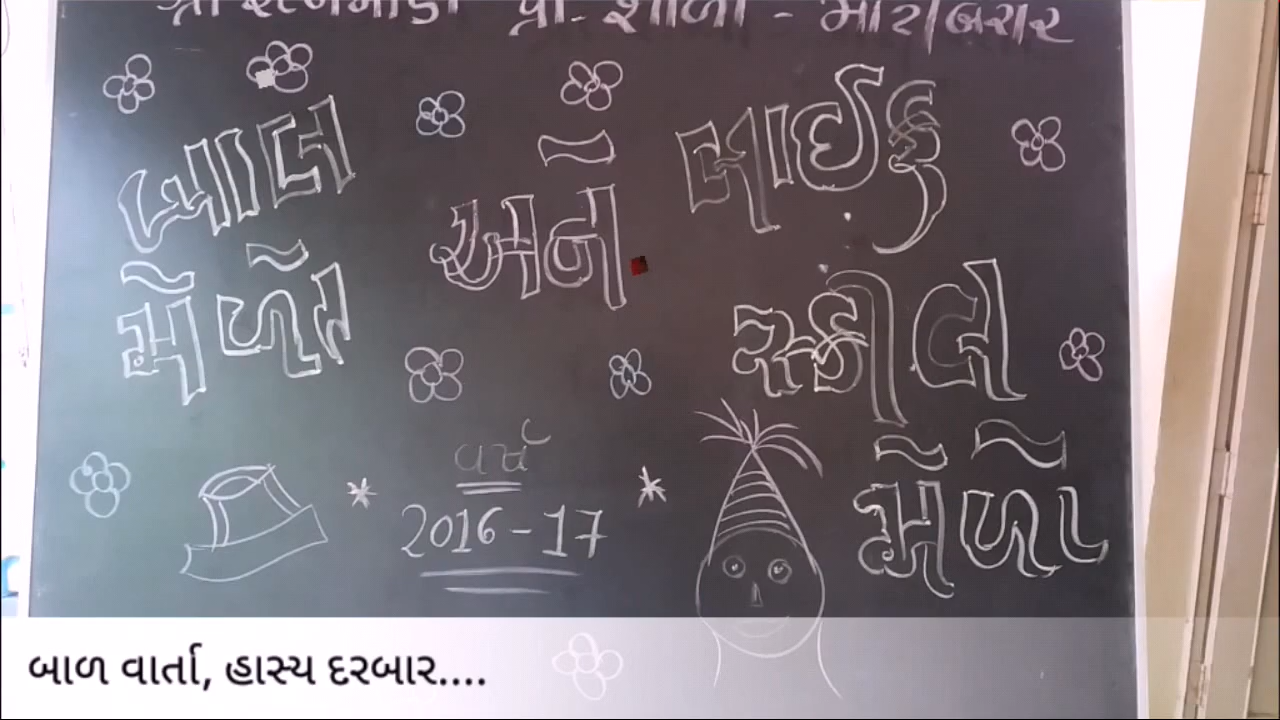 પ્રા. શાળા - મોટા બરાર
બાલ મેળો
અને
લાઈફ સ્કીલ મેળો
વર્ષ
2016-17
બાળ વાર્તા, હાસ્ય દરબાર....